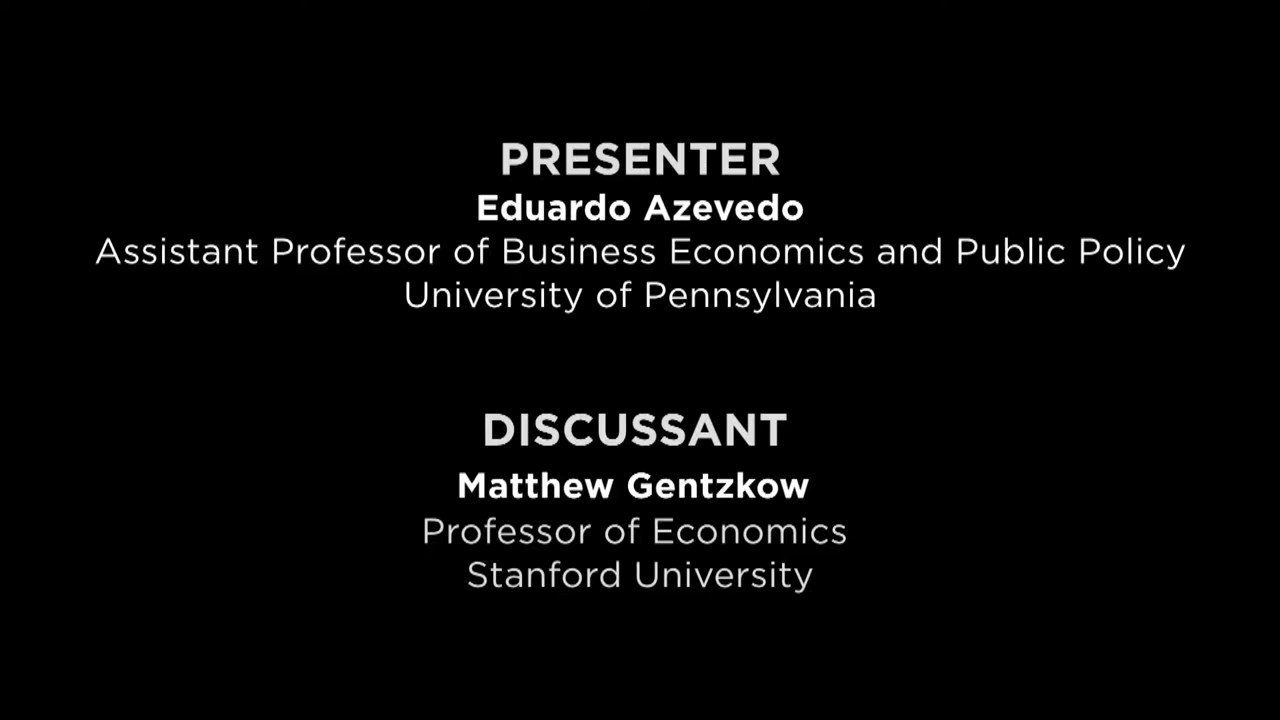 PRESENTER
Eduardo Azevedo
Assistant Professor of Business Economics and Public Policy
University of Pennsylvania
DISCUSSANT
Matthew Gentzkow
Professor of Economics
Stanford University